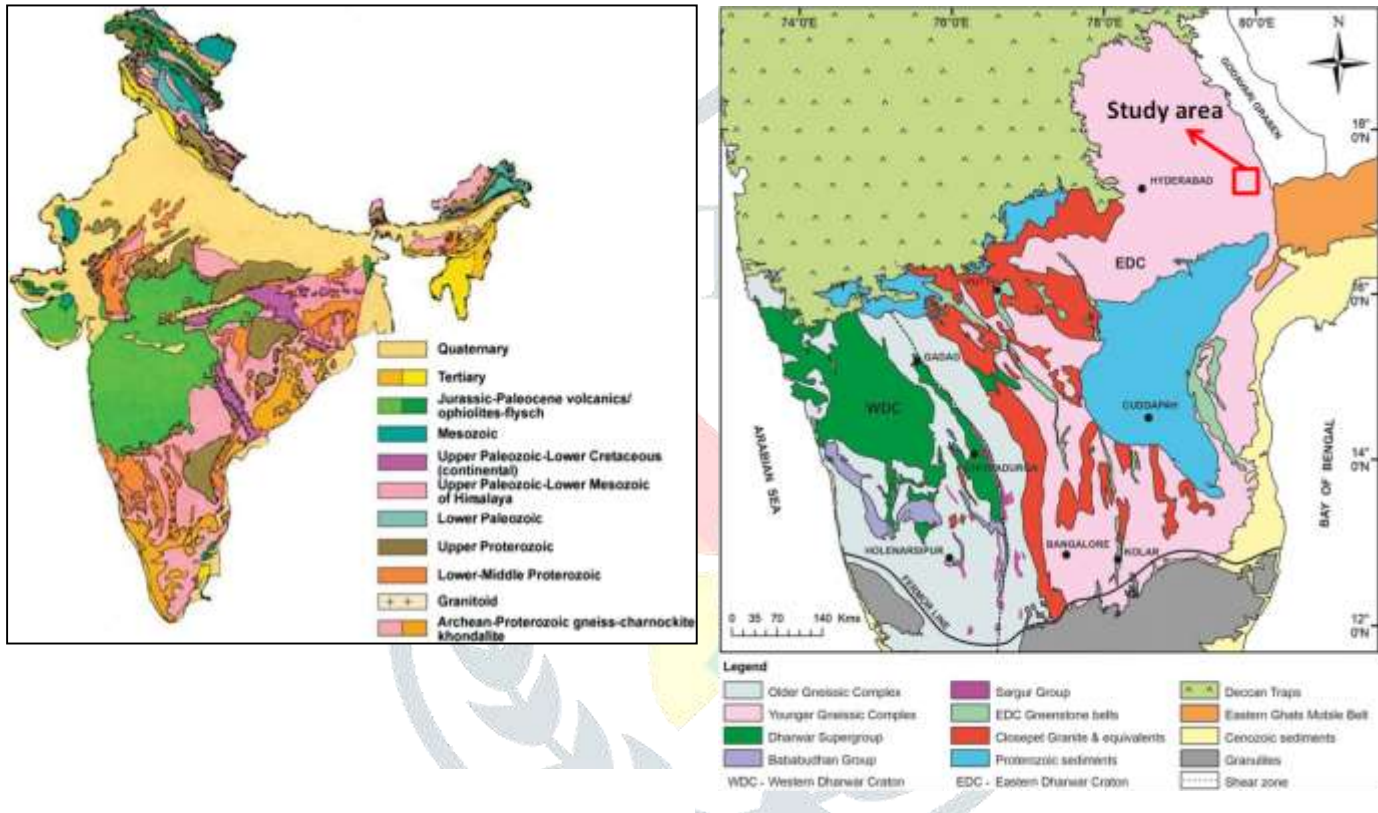 Quaternary
Tertiary
Jurassic-Paleocene volcanics/
ophiolites-flysch
Mesozoic
Upper Paleozoic-Lower Cretaceous
(continental)
Upper Paleozoic-Lower Mesozoic
of Himalaya
Lower Paleozoic
Upper Proterozoic
Lower-Middle Proterozoic
Granitoid
Archean-Proterozoic gneiss-charnockite
khondalite
74°0'E 76°0'E 78°0'E 80°0'E
N
GODAVARI GRABEN
Study area
18°
0'N
HYDERABAD
EDC
16°
0'N
GADAG
WDC
CUDDAPAH
14°
0'N
ARABIAN SEA
BAY OF BENGAL
HOLENARSIPUR
BANGALORE
KOLAR
FERMOR LINE
0 35 70 140 Kms
12°
0'N
Legend
Older Gneissic Complex
Younger Gneissic Complex
Dharwar Supergroup
Bababudhan Group
WDC - Western Dharwar Craton
Sargur Group
EDC Greenstone belts
Closepet Granite & equivalents
Proterozoic sediments
EDC - Eastern Dharwar Craton
Deccan Traps
Eastern Ghats Mobile Belt
Cenozoic sediments
Granulites
Shear zone